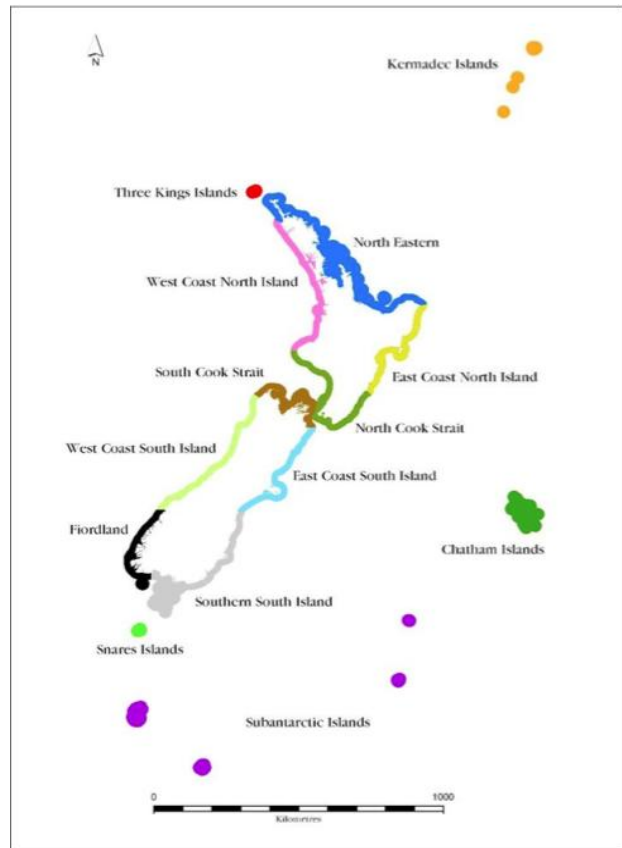 N
Kermadec Islands
Three Kings Islands
North Eastern
West Coast North Island
South Cook Strait
East Coast North Island
North Cook Strait
West Coast South Island
East Coast South Island
Fiordland
Chatham Islands
Southern South Island
Snares Islands
Subantarctic Islands
0 1000
Kilometres